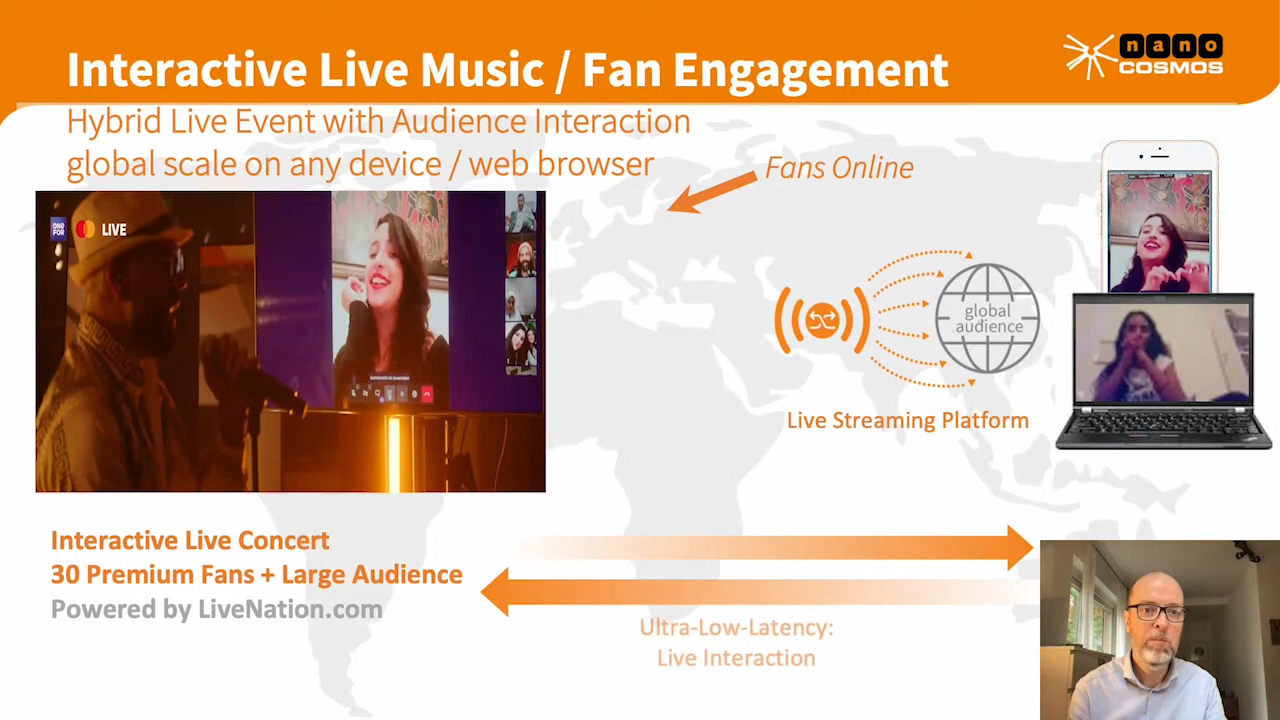 Interactive Live Music / Fan Engagement
nano
COSMOS
Hybrid Live Event with Audience Interaction
global scale on any device / web browser
Fans Online
ONE
FOR
LIVE
global
audience
Live Streaming Platform
Interactive Live Concert
30 Premium Fans + Large Audience
Powered by LiveNation.com
Ultra-Low-Latency:
Live Interaction